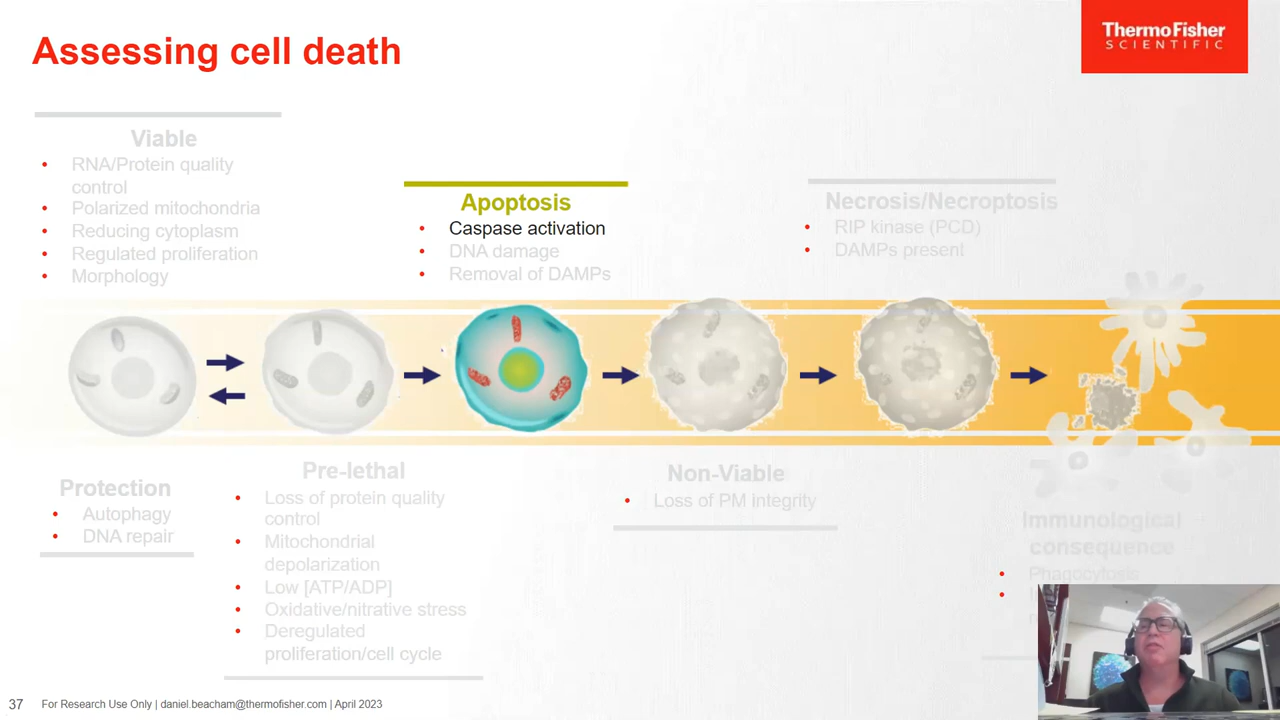 Assessing cell death
ThermoFisher
SCIENTIFIC
Viable
• RNA/Protein quality
control
• Polarized mitochondria
• Reducing cytoplasm
• Regulated proliferation
• Morphology
Apoptosis
• Caspase activation
• DNA damage
• Removal of DAMPs
Necrosis/Necroptosis
• RIP kinase (PCD)
• DAMPs present
Protection
• Autophagy
• DNA repair
Pre-lethal
• Loss of protein quality
control
• Mitochondrial
depolarization
• Low [ATP/ADP]
• Oxidative/nitrative stress
• Deregulated
proliferation/cell cycle
Non-Viable
• Loss of PM integrity
Immunological
consequence
• Phagocytosis
37 For Research Use Only | daniel.beacham@thermofisher.com | April 2023